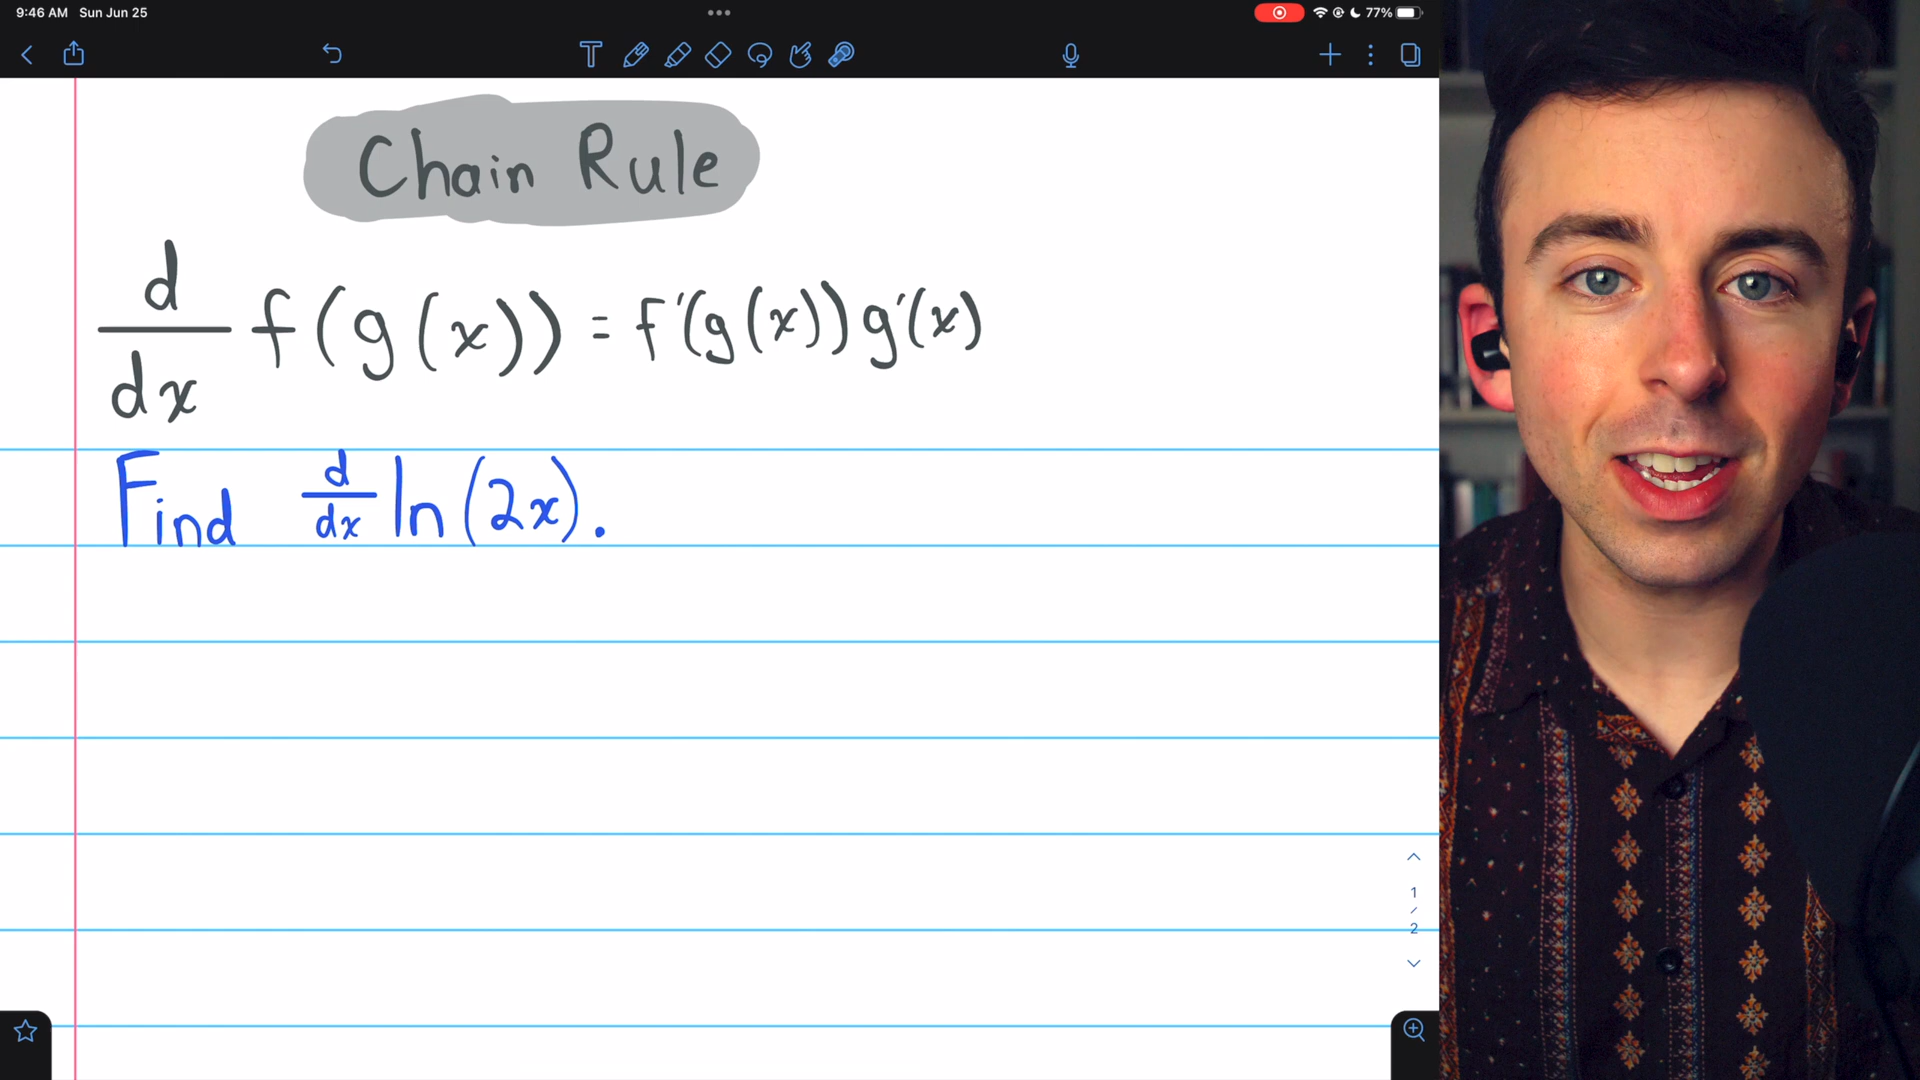 9:46 AM Sun Jun 25
77%
Chain Rule
d/dx f(g(x)) = f'(g(x))g'(x)
Find d/dx ln(2x).
1
/
2